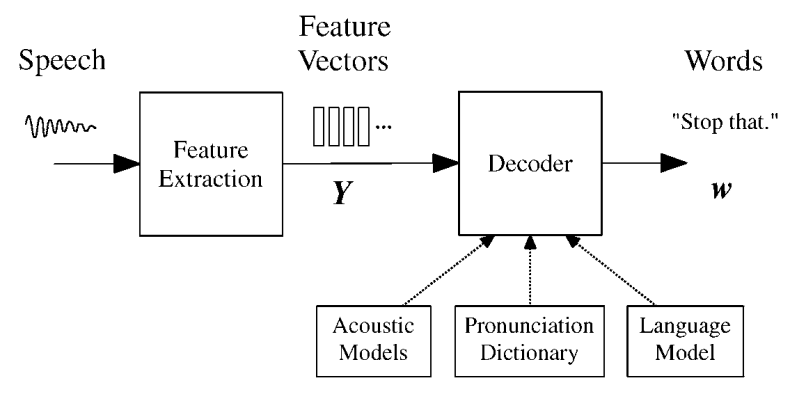 Speech
Feature
Vectors
Words
...
"Stop that."
Feature
Extraction
Decoder
Y
w
Acoustic
Models
Pronunciation
Dictionary
Language
Model